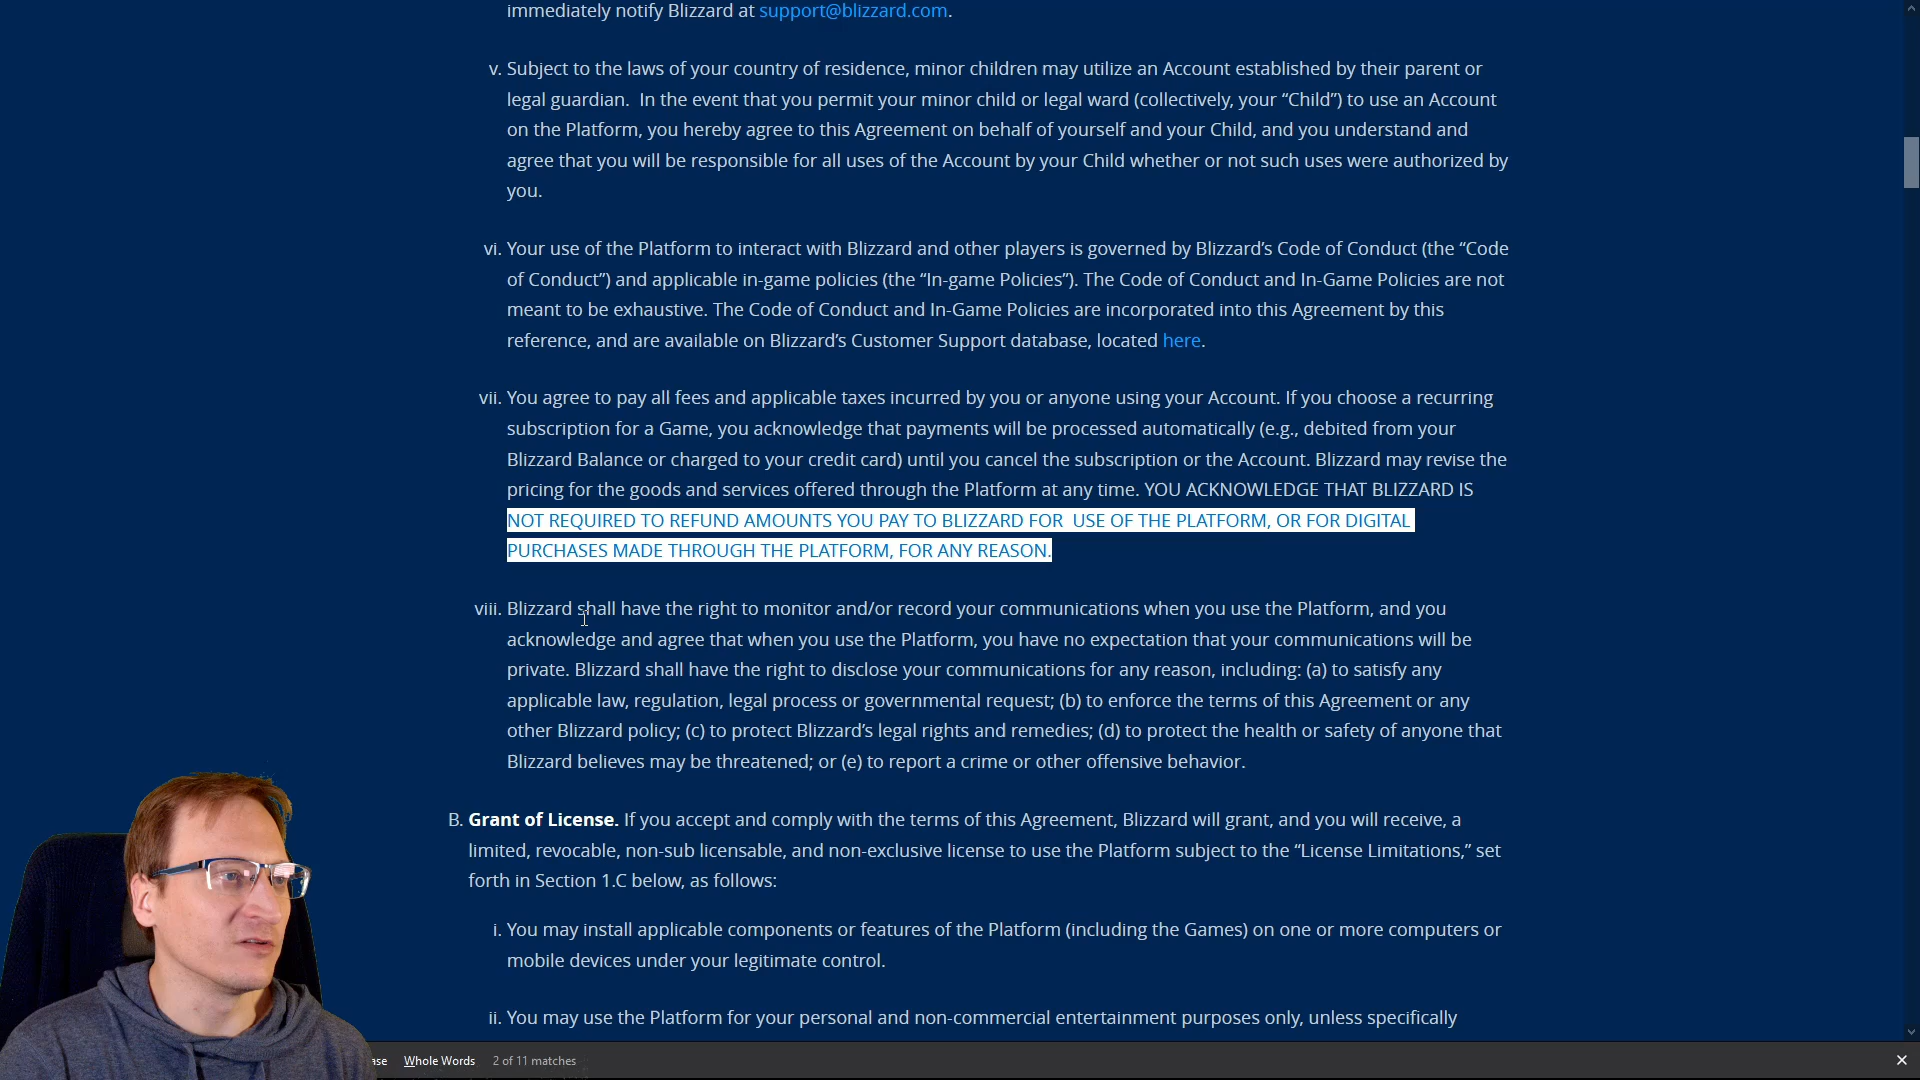 immediately notify Blizzard at support@blizzard.com.
v. Subject to the laws of your country of residence, minor children may utilize an Account established by their parent or
legal guardian.  In the event that you permit your minor child or legal ward (collectively, your “Child”) to use an Account
on the Platform, you hereby agree to this Agreement on behalf of yourself and your Child, and you understand and
agree that you will be responsible for all uses of the Account by your Child whether or not such uses were authorized by
you.
vi. Your use of the Platform to interact with Blizzard and other players is governed by Blizzard’s Code of Conduct (the “Code
of Conduct”) and applicable in-game policies (the “In-game Policies”). The Code of Conduct and In-Game Policies are not
meant to be exhaustive. The Code of Conduct and In-Game Policies are incorporated into this Agreement by this
reference, and are available on Blizzard’s Customer Support database, located here.
vii. You agree to pay all fees and applicable taxes incurred by you or anyone using your Account. If you choose a recurring
subscription for a Game, you acknowledge that payments will be processed automatically (e.g., debited from your
Blizzard Balance or charged to your credit card) until you cancel the subscription or the Account. Blizzard may revise the
pricing for the goods and services offered through the Platform at any time. YOU ACKNOWLEDGE THAT BLIZZARD IS
NOT REQUIRED TO REFUND AMOUNTS YOU PAY TO BLIZZARD FOR  USE OF THE PLATFORM, OR FOR DIGITAL
PURCHASES MADE THROUGH THE PLATFORM, FOR ANY REASON.
viii. Blizzard shall have the right to monitor and/or record your communications when you use the Platform, and you
acknowledge and agree that when you use the Platform, you have no expectation that your communications will be
private. Blizzard shall have the right to disclose your communications for any reason, including: (a) to satisfy any
applicable law, regulation, legal process or governmental request; (b) to enforce the terms of this Agreement or any
other Blizzard policy; (c) to protect Blizzard’s legal rights and remedies; (d) to protect the health or safety of anyone that
Blizzard believes may be threatened; or (e) to report a crime or other offensive behavior.
B. Grant of License. If you accept and comply with the terms of this Agreement, Blizzard will grant, and you will receive, a
limited, revocable, non-sub licensable, and non-exclusive license to use the Platform subject to the “License Limitations,” set
forth in Section 1.C below, as follows:
i. You may install applicable components or features of the Platform (including the Games) on one or more computers or
mobile devices under your legitimate control.
ii. You may use the Platform for your personal and non-commercial entertainment purposes only, unless specifically
ase Whole Words 2 of 11 matches